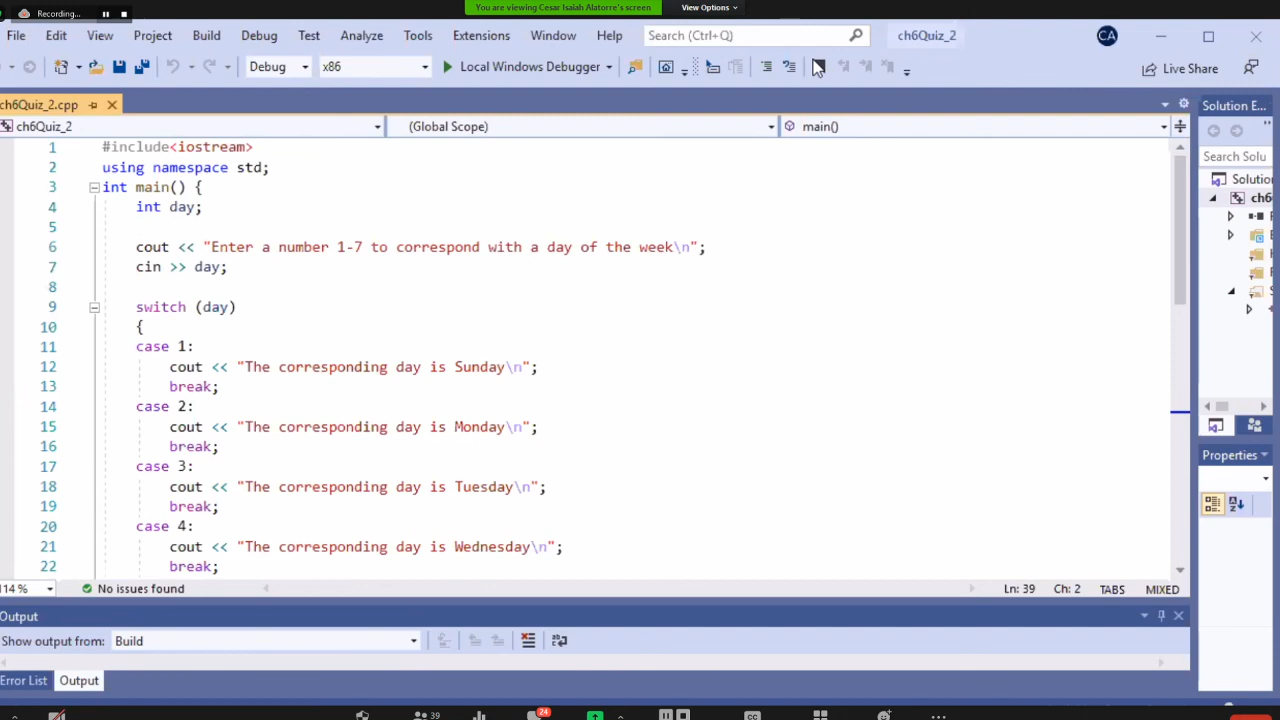 Recording...
You are viewing Cesar Isaiah Alatorre's screen
View Options
File Edit View Project Build Debug Test Analyze Tools Extensions Window Help Search (Ctrl+Q) ch6Quiz_2 CA
Debug x86 Local Windows Debugger Live Share
ch6Quiz_2.cpp
Solution E...
ch6Quiz_2 (Global Scope) main()
Search Solu
1 #include<iostream>
2 using namespace std;
3 int main() {
4 int day;
5
6 cout << "Enter a number 1-7 to correspond with a day of the week\n";
7 cin >> day;
8
9 switch (day)
10 {
11 case 1:
12 cout << "The corresponding day is Sunday\n";
13 break;
14 case 2:
15 cout << "The corresponding day is Monday\n";
16 break;
17 case 3:
18 cout << "The corresponding day is Tuesday\n";
19 break;
20 case 4:
21 cout << "The corresponding day is Wednesday\n";
22 break;
Solutio
ch6
Properties
14 % No issues found Ln: 39 Ch: 2 TABS MIXED
Output
Show output from: Build
Error List Output
39 24 CC